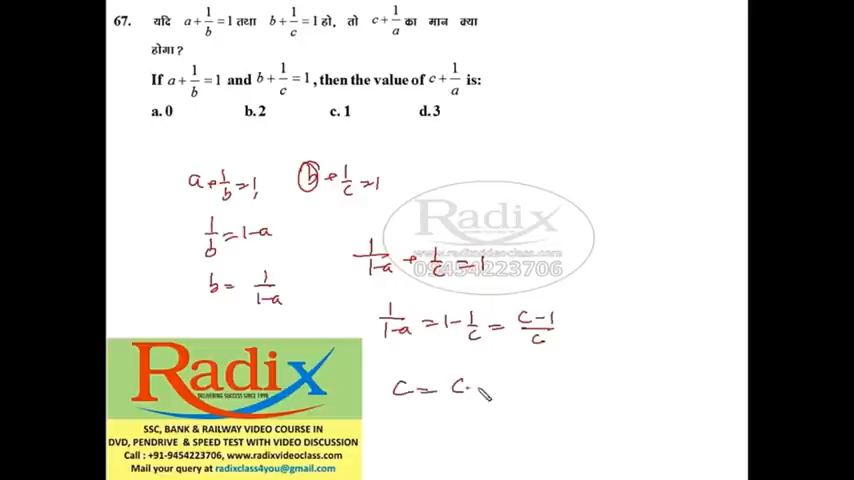 67. यदि a+1/b=1 तथा b+1/c=1 हो, तो c+1/a का मान क्या
होगा?
If a+1/b=1 and b+1/c=1, then the value of c+1/a is:
a. 0 b. 2 c. 1 d. 3
a+1/b=1, b+1/c=1
1/b=1-a
b= 1/1-a
1/1-a + 1/c=1
1/1-a =1-1/c= c-1/c
c= c-
Radix
www.radixvideoclass.com
09454223706
Radix
DELIVERING SUCCESS SINCE 1998
SSC, BANK & RAILWAY VIDEO COURSE IN
DVD, PENDRIVE & SPEED TEST WITH VIDEO DISCUSSION
Call : +91-9454223706, www.radixvideoclass.com
Mail your query at radixclass4you@gmail.com